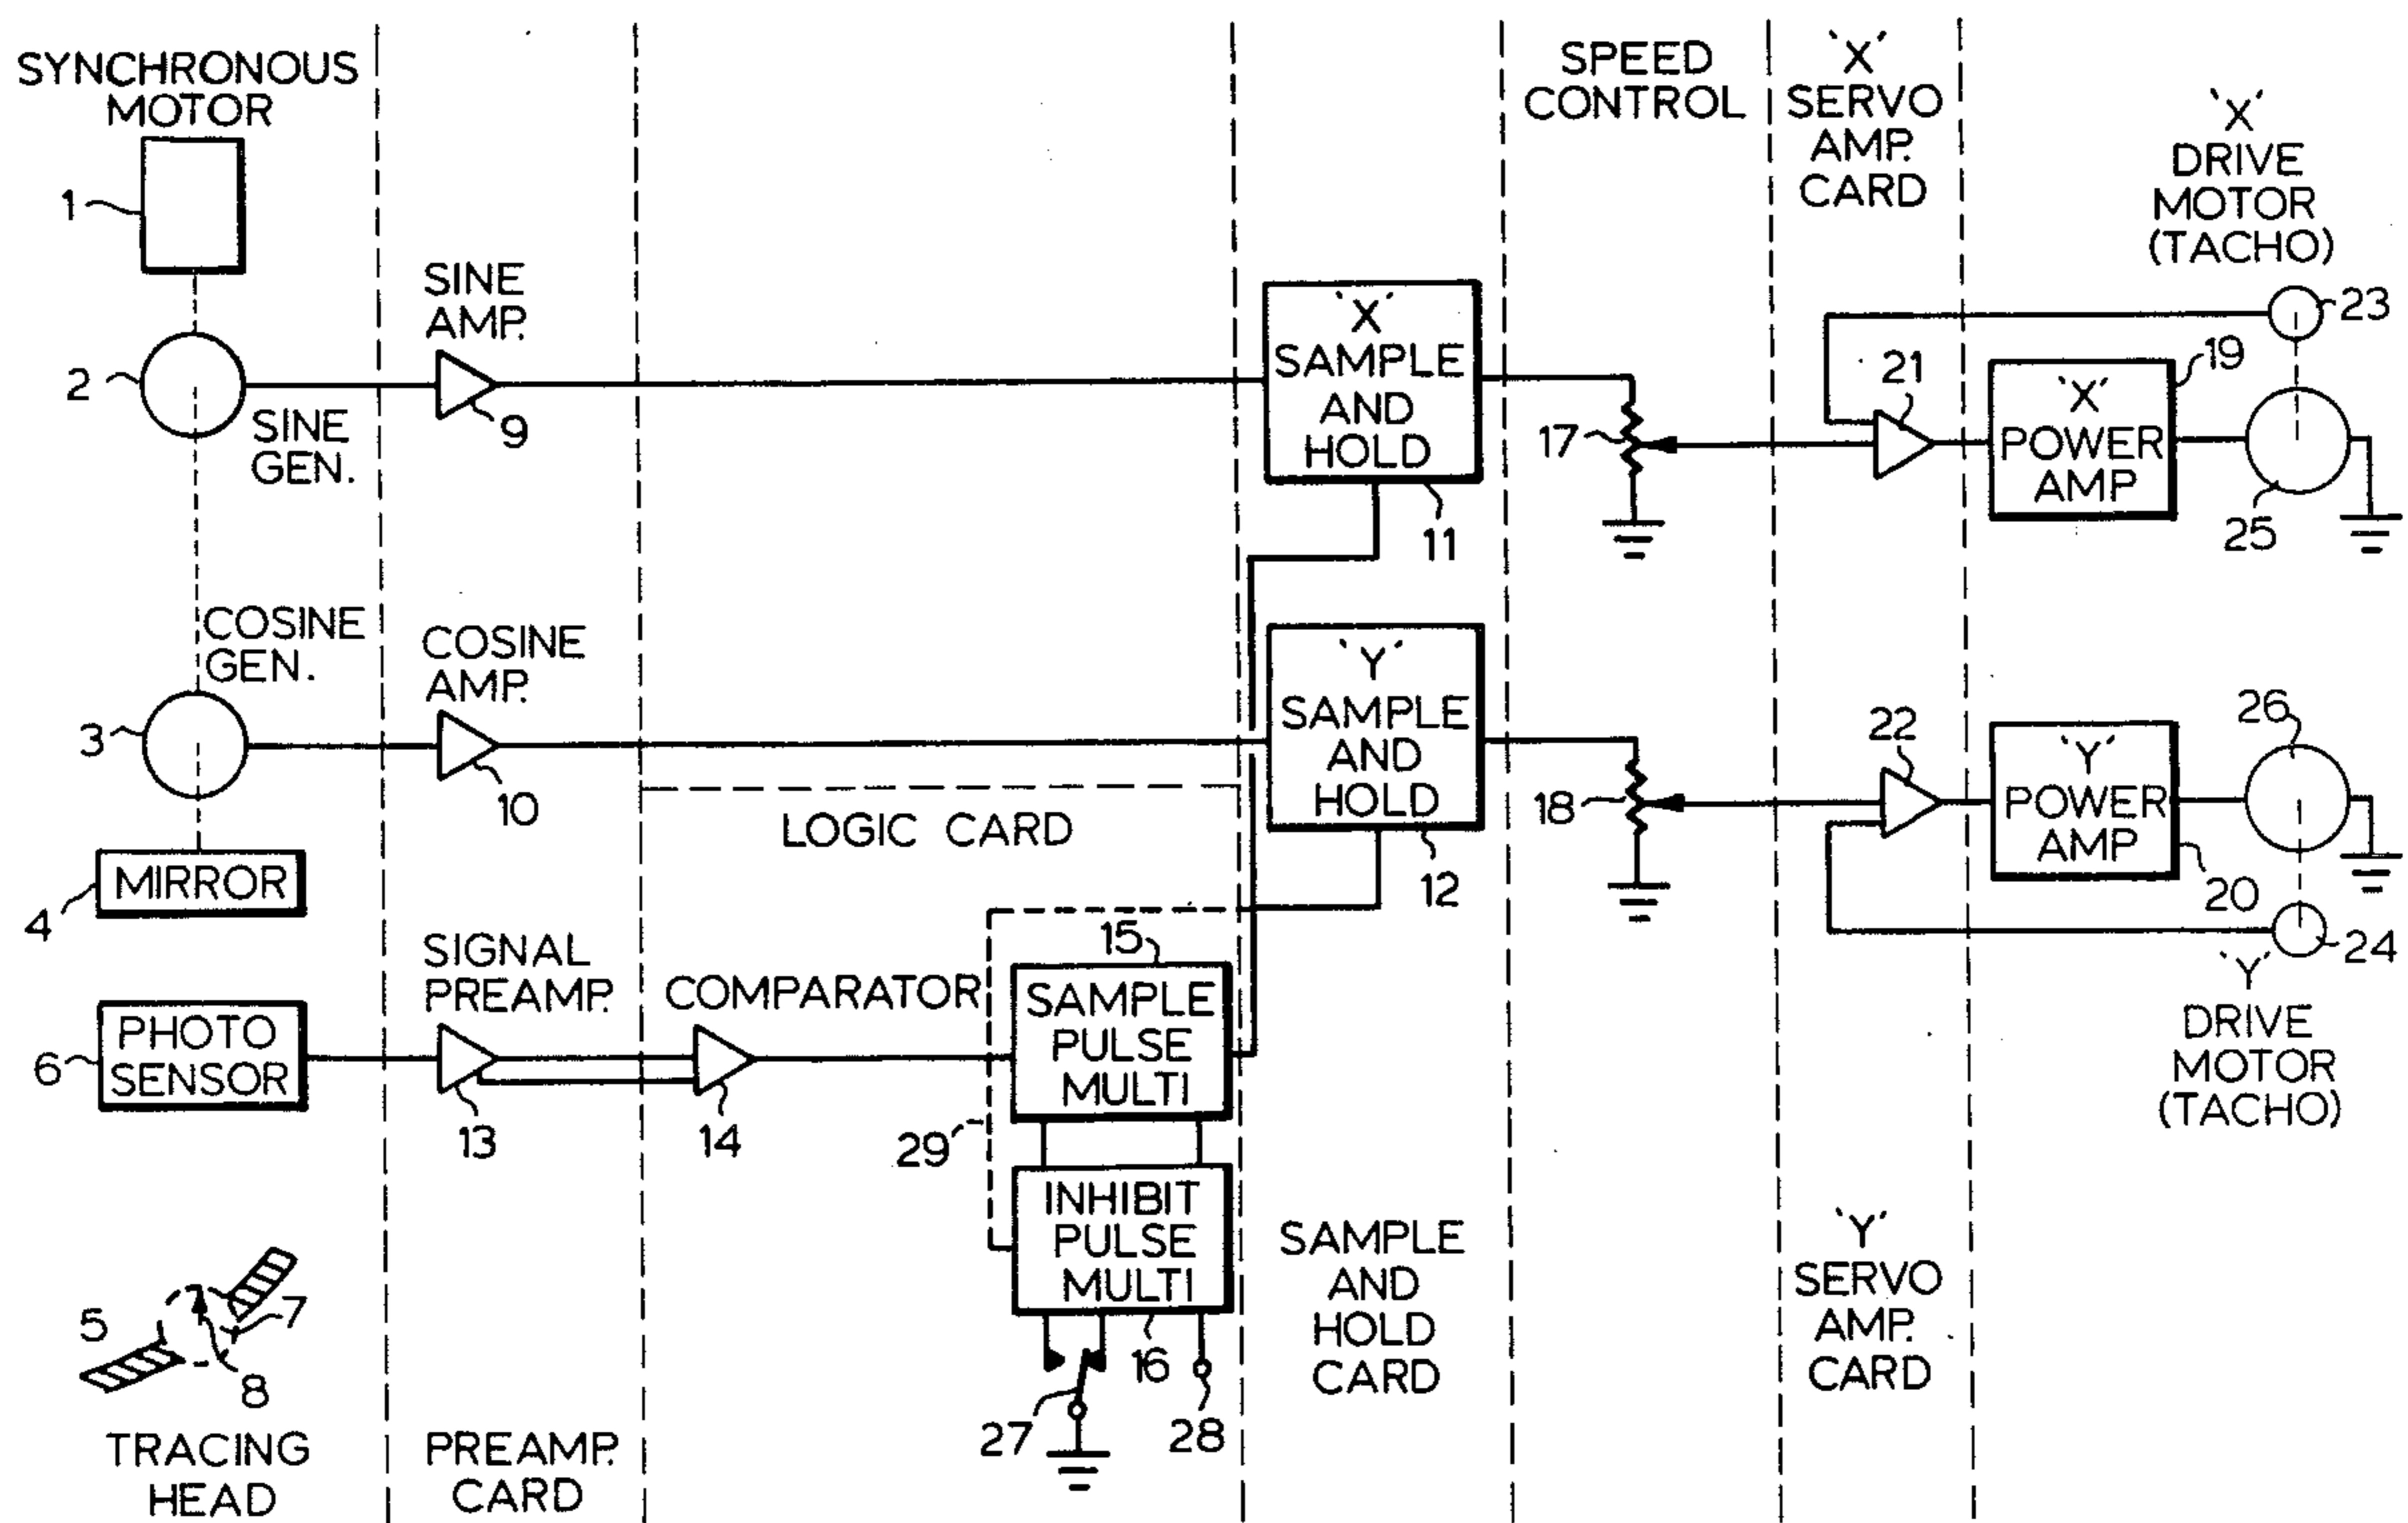 SYNCHRONOUS
MOTOR
1
2
SINE
GEN.
COSINE
GEN.
3
MIRROR
4
PHOTO
SENSOR
6
5
7
8
TRACING
HEAD
SINE
AMP.
9
COSINE
AMP.
10
SIGNAL
PREAMP.
13
PREAMP.
CARD
LOGIC CARD
COMPARATOR
14
15
SAMPLE
PULSE
MULTI
29
INHIBIT
PULSE
MULTI
16
27
28
'X'
SAMPLE
AND
HOLD
11
'Y'
SAMPLE
AND
HOLD
12
SAMPLE
AND
HOLD
CARD
SPEED
CONTROL
17
18
'X'
SERVO
AMP.
CARD
21
22
'Y'
SERVO
AMP.
CARD
'X'
DRIVE
MOTOR
(TACHO)
23
19
'X'
POWER
AMP
25
26
'Y'
POWER
AMP
20
24
'Y'
DRIVE
MOTOR
(TACHO)